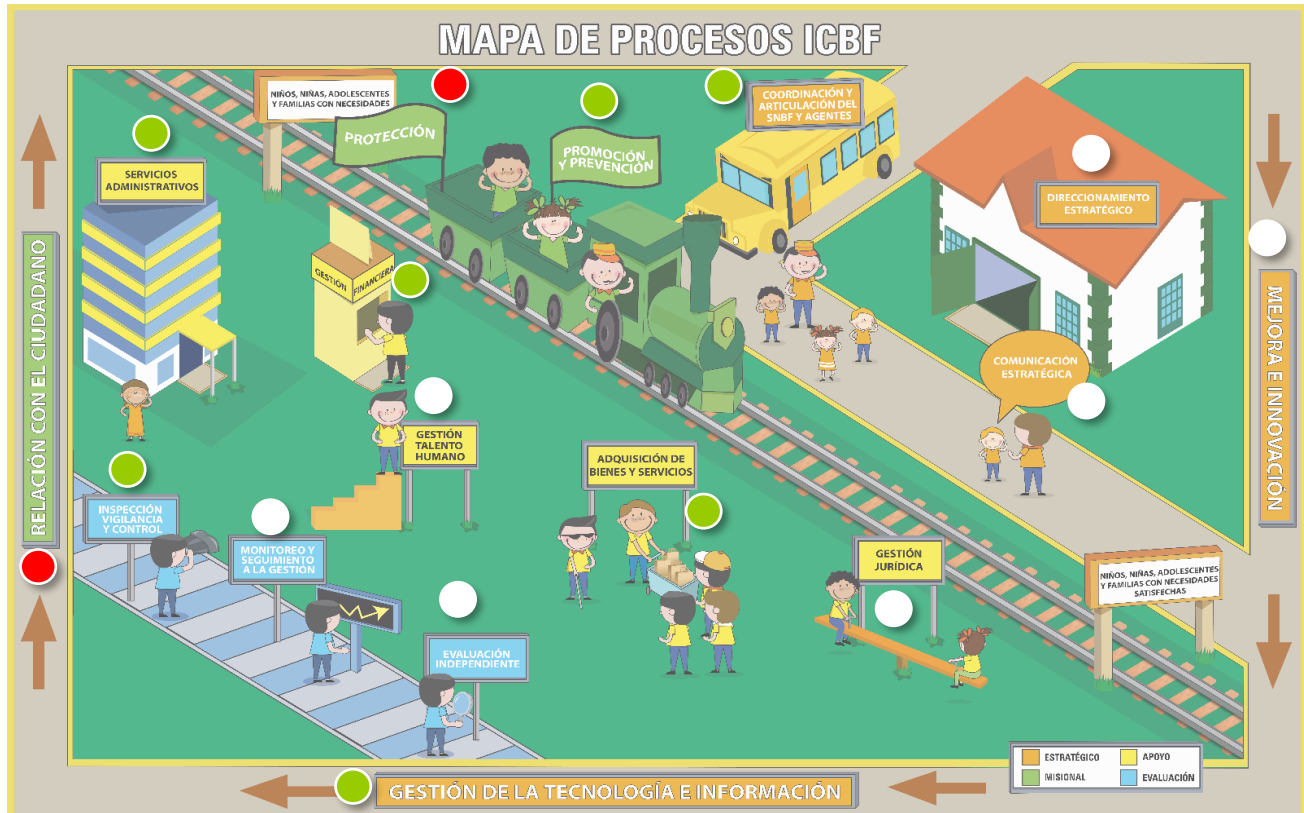 MAPA DE PROCESOS ICBF
NIÑOS, NIÑAS, ADOLESCENTES
Y FAMILIAS CON NECESIDADES
PROTECCIÓN
PROMOCIÓN
Y PREVENCIÓN
COORDINACIÓN Y
ARTICULACIÓN DEL
SNBF Y AGENTES
SERVICIOS
ADMINISTRATIVOS
DIRECCIONAMIENTO
ESTRATÉGICO
RELACIÓN CON EL CIUDADANO
GESTIÓN
FINANCIERA
MEJORA E INNOVACIÓN
COMUNICACIÓN
ESTRATÉGICA
GESTIÓN
TALENTO
HUMANO
ADQUISICIÓN DE
BIENES Y SERVICIOS
INSPECCIÓN
VIGILANCIA
Y CONTROL
MONITOREO Y
SEGUIMIENTO
A LA GESTIÓN
GESTIÓN
JURÍDICA
NIÑOS, NIÑAS, ADOLESCENTES
Y FAMILIAS CON NECESIDADES
SATISFECHAS
EVALUACIÓN
INDEPENDIENTE
ESTRATÉGICO
APOYO
MISIONAL
EVALUACIÓN
GESTIÓN DE LA TECNOLOGÍA E INFORMACIÓN